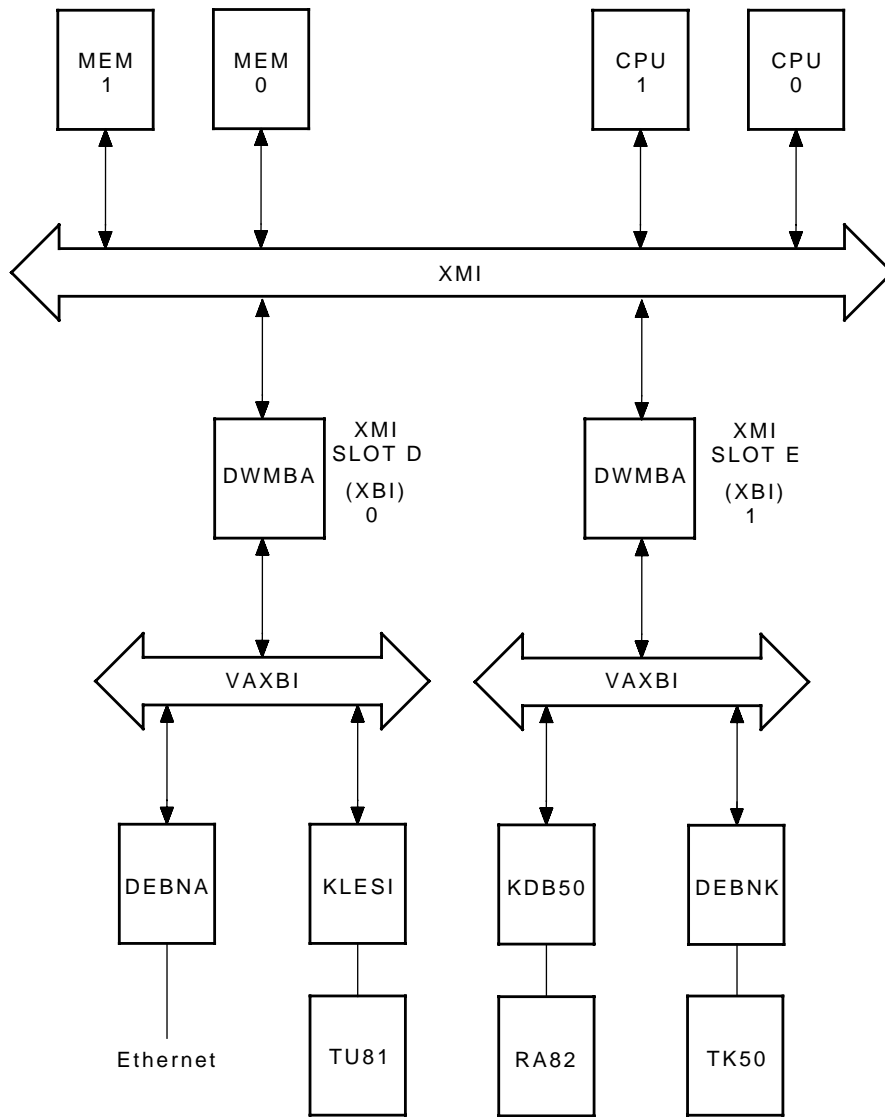 MEM
1
MEM
0
CPU
1
CPU
0
XMI
DWMBA
XMI
SLOT D
(XBI)
0
DWMBA
XMI
SLOT E
(XBI)
1
VAXBI
VAXBI
DEBNA
KLESI
KDB50
DEBNK
Ethernet
TU81
RA82
TK50